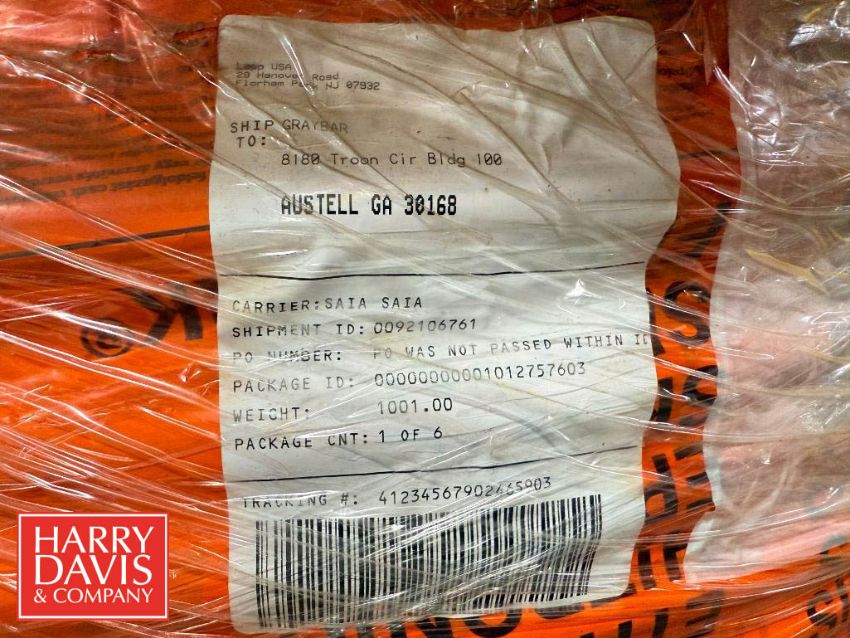 Lapp USA
29 Hanover Road
Florham Park NJ 07932
SHIP GRAYBAR
TO:
8180 Troon Cir Bldg 100
AUSTELL GA 30168
CARRIER: SAIA SAIA
SHIPMENT ID: 0092106761
PO NUMBER: PO WAS NOT PASSED WITHIN
PACKAGE ID: 00000000001012757603
WEIGHT: 1001.00
PACKAGE CNT: 1 OF 6
TRACKING #:
HARRY
DAVIS
& COMPANY